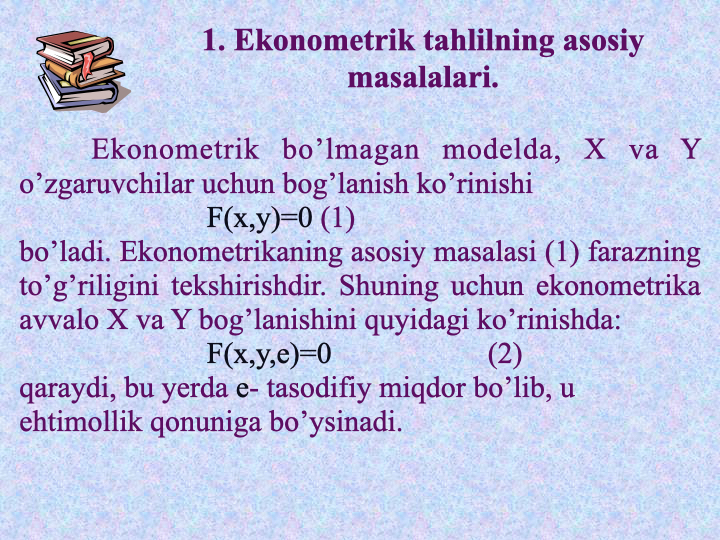 1. Ekonometrik tahlilning asosiy
masalalari.
Ekonometrik bo’lmagan modelda, X va Y
o’zgaruvchilar uchun bog’lanish ko’rinishi
F(x,y)=0 (1)
bo’ladi. Ekonometrikaning asosiy masalasi (1) farazning
to’g’riligini tekshirishdir. Shuning uchun ekonometrika
avvalo X va Y bog’lanishini quyidagi ko’rinishda:
F(x,y,e)=0 (2)
qaraydi, bu yerda e- tasodifiy miqdor bo’lib, u
ehtimollik qonuniga bo’ysinadi.